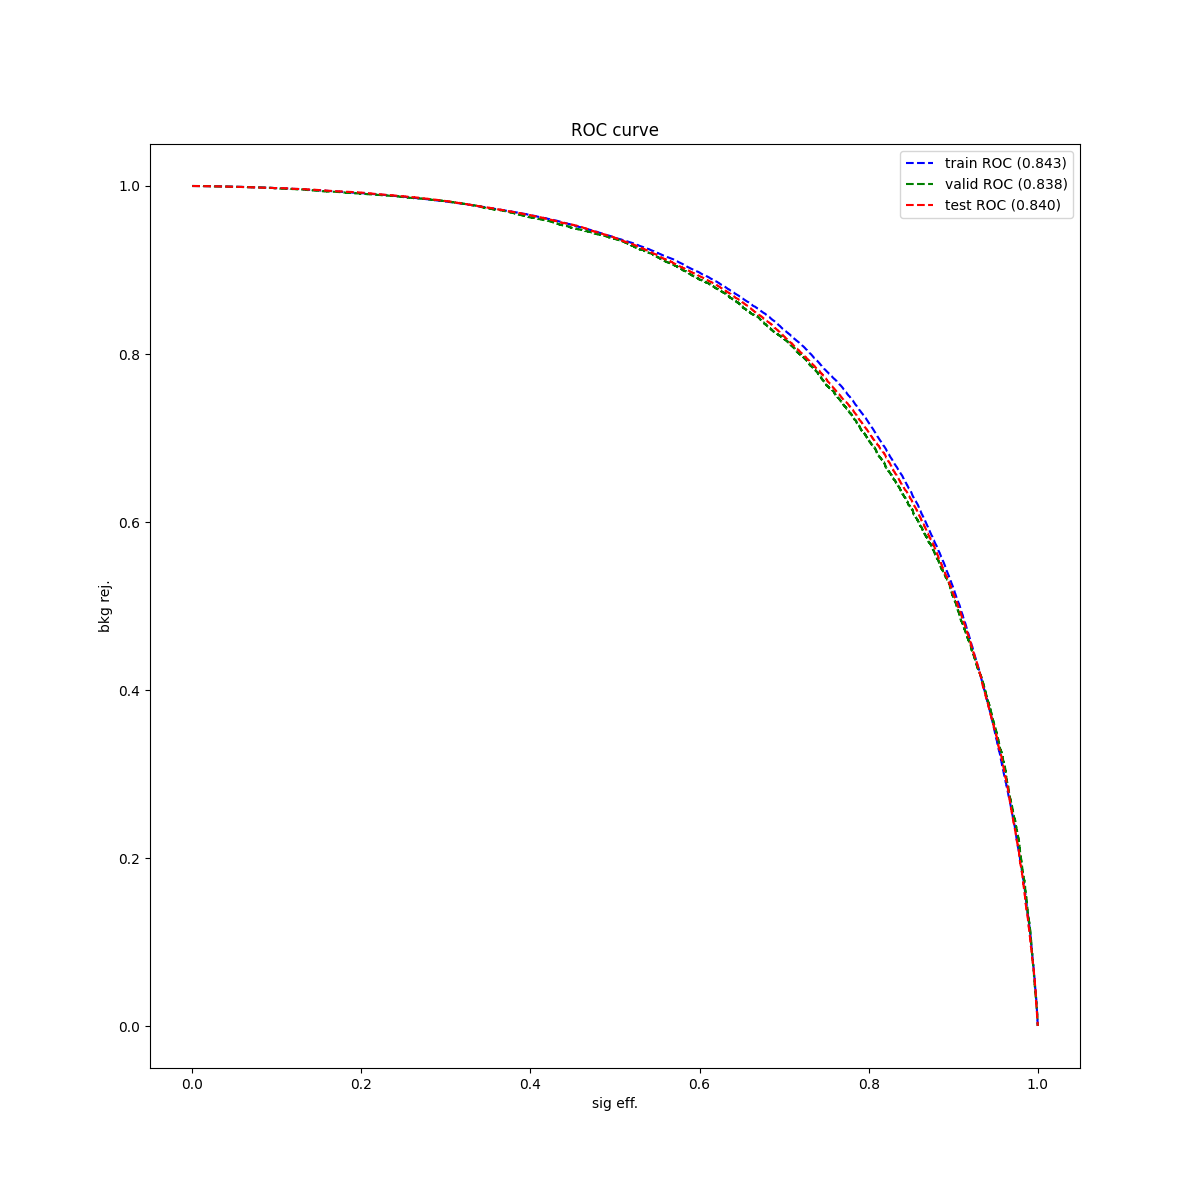 ROC curve
train ROC (0.843)
valid ROC (0.838)
test ROC (0.840)
1.0
0.8
0.6
0.4
0.2
0.0
bkg rej.
0.0 0.2 0.4 0.6 0.8 1.0
sig eff.